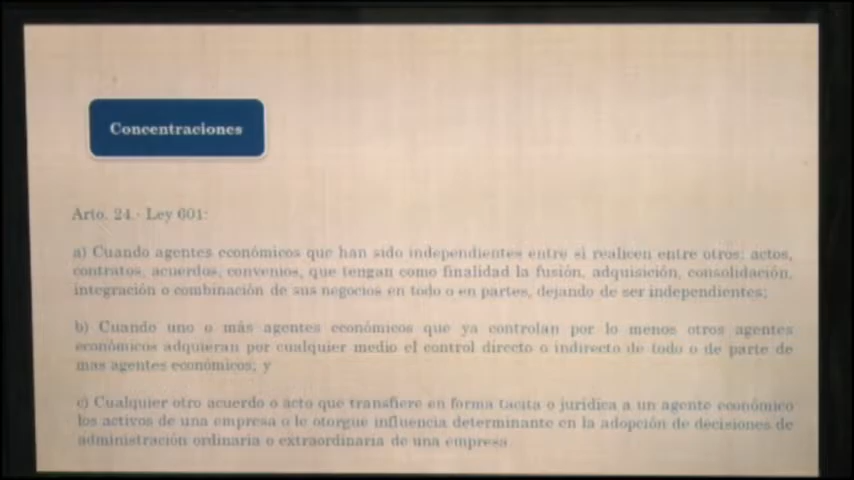 Concentraciones
Arto. 24.- Ley 601:
a) Cuando agentes económicos que han sido independientes entre si realicen entre otros: actos,
contratos, acuerdos, convenios, que tengan como finalidad la fusión, adquisición, consolidación,
integración o combinación de sus negocios en todo o en partes, dejando de ser independientes;
b) Cuando uno o más agentes económicos que ya controlan por lo menos otros agentes
económicos adquieran por cualquier medio el control directo o indirecto de todo o de parte de
mas agentes económicos; y
c) Cualquier otro acuerdo o acto que transfiere en forma tacita o jurídica a un agente económico
los activos de una empresa o le otorgue influencia determinante en la adopción de decisiones de
administración ordinaria o extraordinaria de una empresa